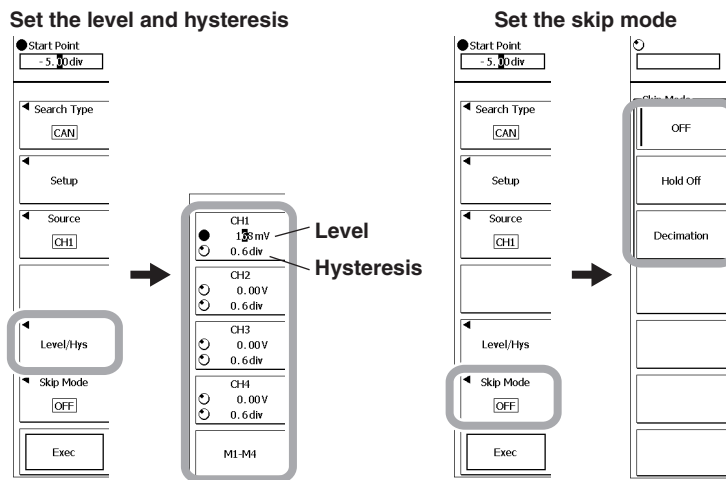 Set the level and hysteresis
Start Point
-5.00div
Search Type
CAN
Setup
Source
CH1
Level/Hys
Skip Mode
OFF
Exec
CH1
168mV
0.6div
CH2
0.00V
0.6div
CH3
0.00V
0.6div
CH4
0.00V
0.6div
M1-M4
Level
Hysteresis
Set the skip mode
Start Point
-5.00div
Search Type
CAN
Setup
Source
CH1
Level/Hys
Skip Mode
OFF
Exec
Skip Mode
OFF
Hold Off
Decimation